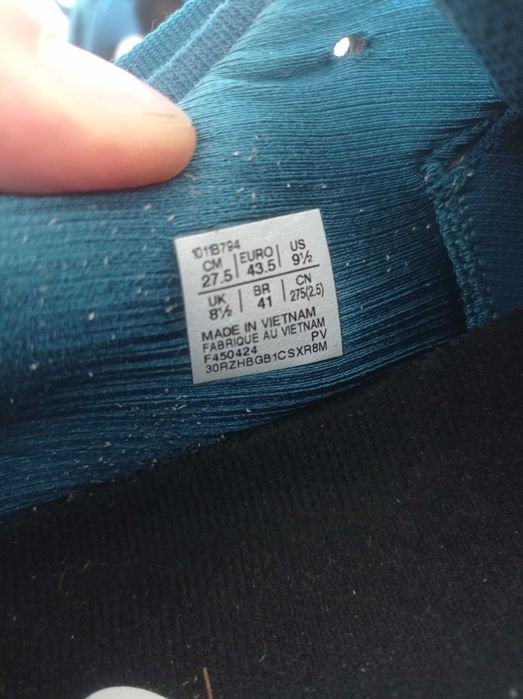 1011B794
CM EURO US
27.5 43.5 9½
UK BR CN
8½ 41 275(2.5)
MADE IN VIETNAM
FABRIQUE AU VIETNAM
F450424 PV
30RZHBGB1CSXR8M